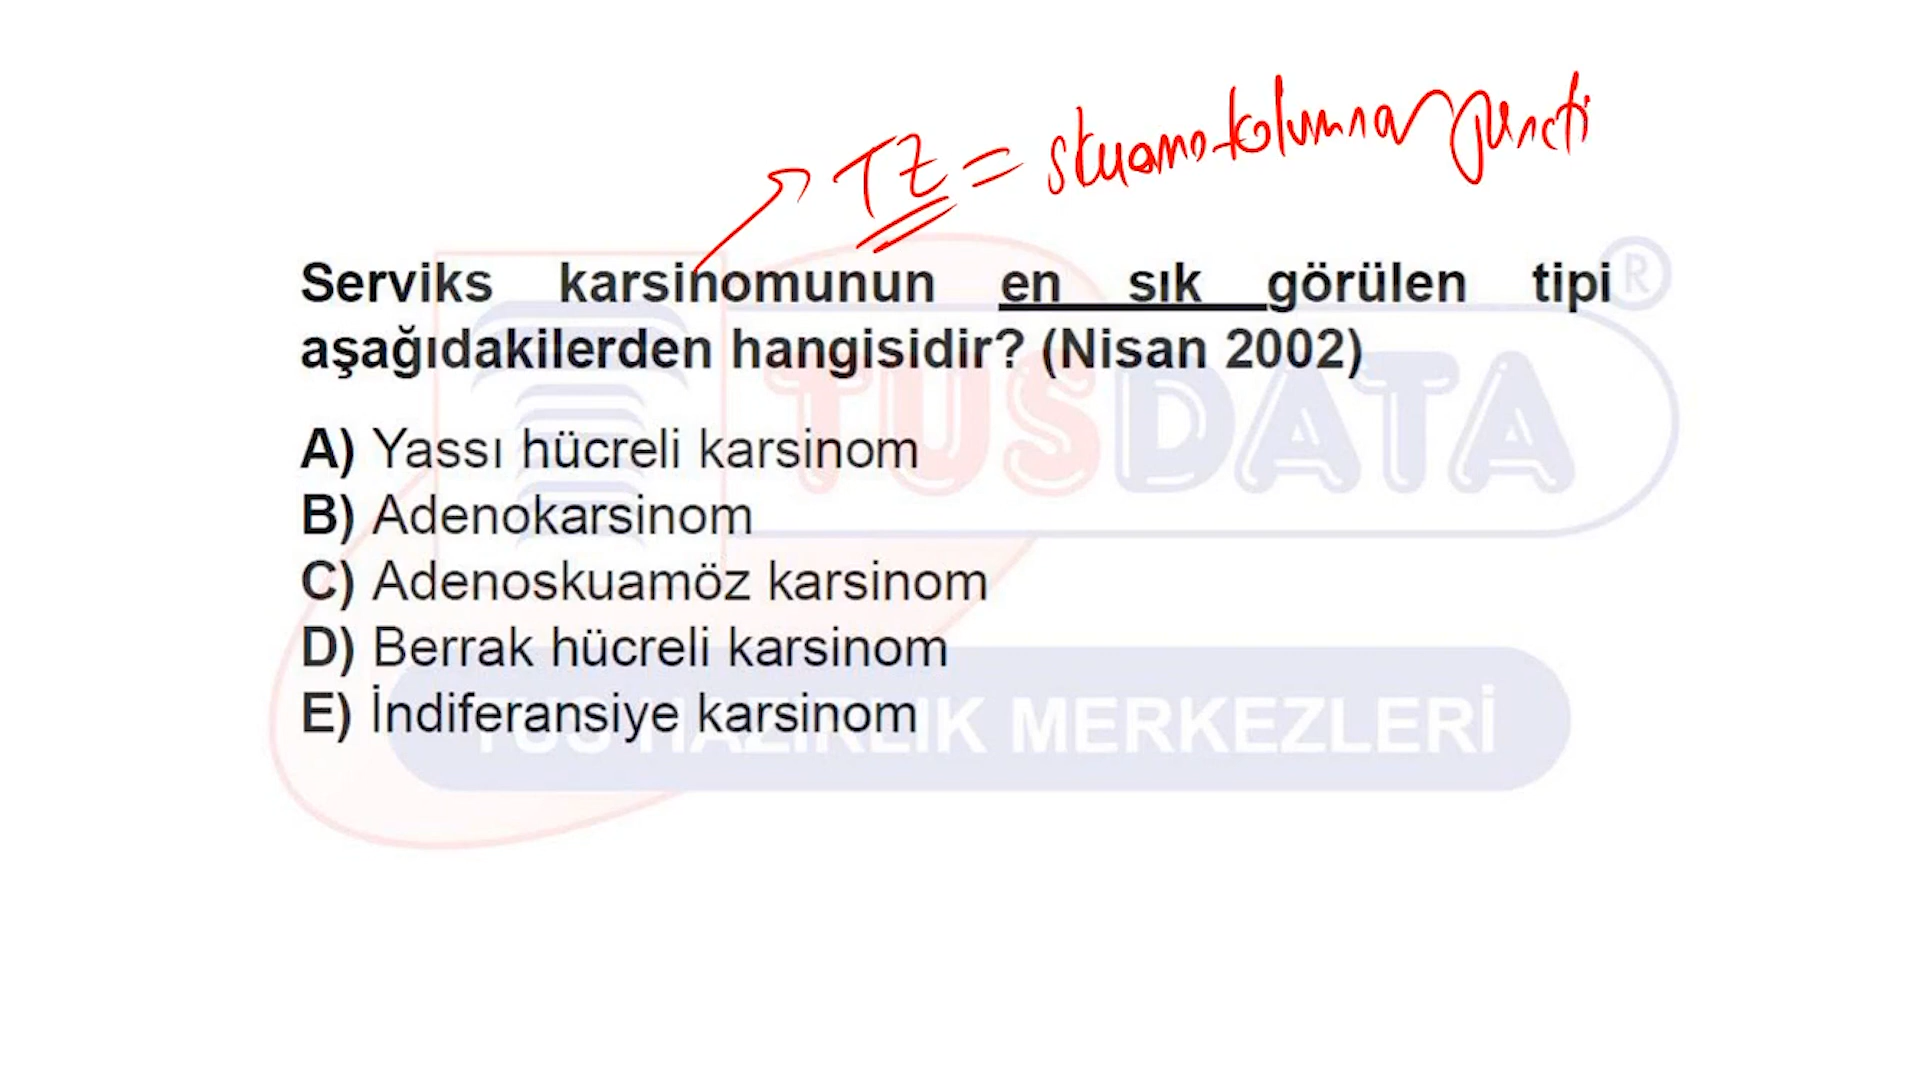 TZ = skuamo-kolumnar juncti
Serviks karsinomunun en sık görülen tipi
aşağıdakilerden hangisidir? (Nisan 2002)
A) Yassı hücreli karsinom
B) Adenokarsinom
C) Adenoskuamöz karsinom
D) Berrak hücreli karsinom
E) İndiferansiye karsinom
TUSDATA ®
TUS HAZIRLIK MERKEZLERİ